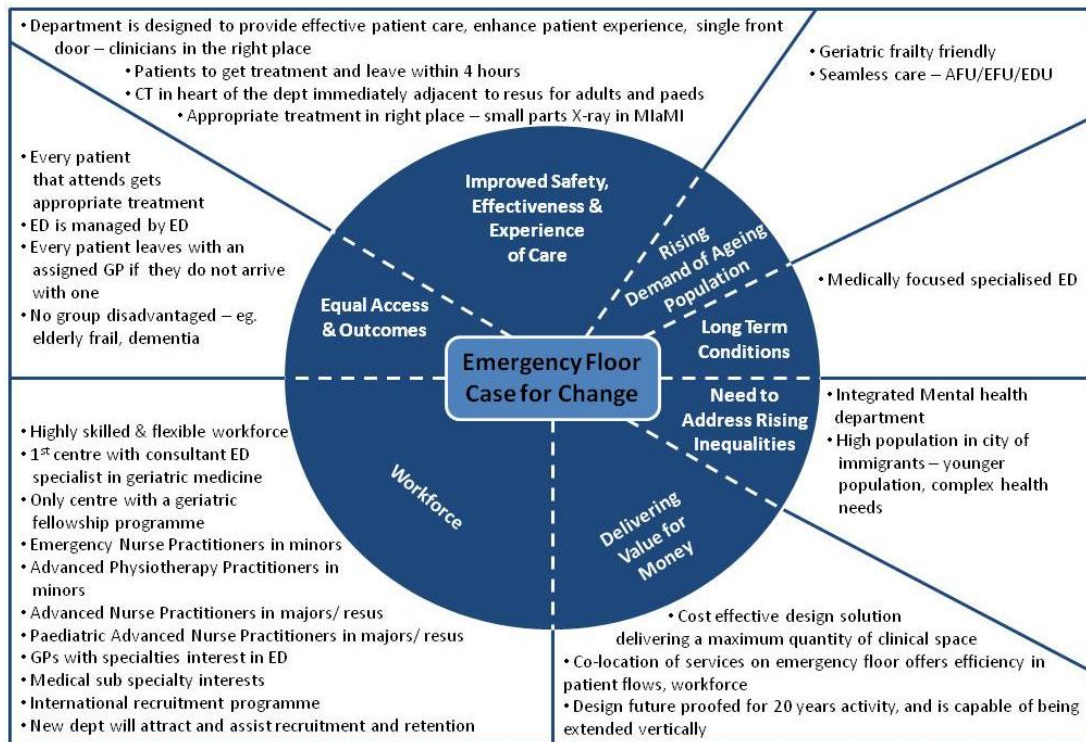 • Department is designed to provide effective patient care, enhance patient experience, single front
door – clinicians in the right place
• Patients to get treatment and leave within 4 hours
• CT in heart of the dept immediately adjacent to resus for adults and paeds
• Appropriate treatment in right place – small parts X-ray in MIaMI
• Geriatric frailty friendly
• Seamless care – AFU/EFU/EDU
• Every patient
that attends gets
appropriate treatment
• ED is managed by ED
• Every patient leaves with an
assigned GP if they do not arrive
with one
• No group disadvantaged – eg.
elderly frail, dementia
Improved Safety,
Effectiveness &
Experience
of Care
Rising
Demand of Ageing
Population
• Medically focused specialised ED
Equal Access
& Outcomes
Long Term
Conditions
Emergency Floor
Case for Change
Need to
Address Rising
Inequalities
• Integrated Mental health
department
• High population in city of
immigrants – younger
population, complex health
needs
Workforce
Delivering
Value for
Money
• Highly skilled & flexible workforce
• 1st centre with consultant ED
specialist in geriatric medicine
• Only centre with a geriatric
fellowship programme
• Emergency Nurse Practitioners in minors
• Advanced Physiotherapy Practitioners in
minors
• Advanced Nurse Practitioners in majors/ resus
• Paediatric Advanced Nurse Practitioners in majors/ resus
• GPs with specialties interest in ED
• Medical sub specialty interests
• International recruitment programme
• New dept will attract and assist recruitment and retention
• Cost effective design solution
delivering a maximum quantity of clinical space
• Co-location of services on emergency floor offers efficiency in
patient flows, workforce
• Design future proofed for 20 years activity, and is capable of being
extended vertically